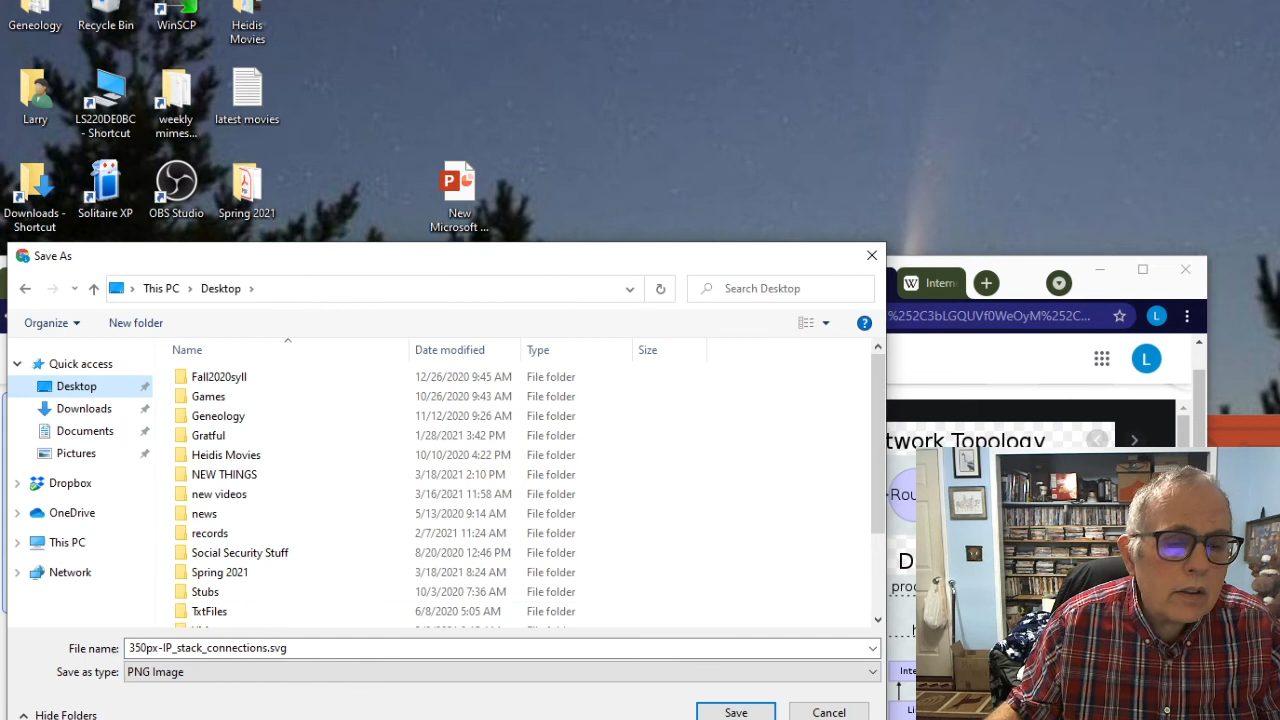 Geneology
Recycle Bin
WinSCP
Heidis
Movies
Larry
LS220DE0BC
- Shortcut
weekly
mimes...
latest movies
Downloads -
Shortcut
Solitaire XP
OBS Studio
Spring 2021
New
Microsoft ...
Save As
This PC
Desktop
Search Desktop
Organize
New folder
Name
Date modified
Type
Size
Quick access
Desktop
Downloads
Documents
Pictures
Dropbox
OneDrive
This PC
Network
Fall2020syll 12/26/2020 9:45 AM File folder
Games 10/26/2020 9:43 AM File folder
Geneology 11/12/2020 9:26 AM File folder
Gratful 1/28/2021 3:42 PM File folder
Heidis Movies 10/10/2020 4:22 PM File folder
NEW THINGS 3/18/2021 2:10 PM File folder
new videos 3/16/2021 11:58 AM File folder
news 5/13/2020 9:14 AM File folder
records 2/7/2021 11:24 AM File folder
Social Security Stuff 8/20/2020 12:46 PM File folder
Spring 2021 3/18/2021 8:24 AM File folder
Stubs 10/3/2020 7:36 AM File folder
TxtFiles 6/8/2020 5:05 AM File folder
File name: 350px-IP_stack_connections.svg
Save as type: PNG Image
Hide Folders
Save
Cancel
W Intern
%252C3bLGQUVf0WeOyM%252C...
L
L
twork Topology
Rou
D
proc
h
Inte
Li